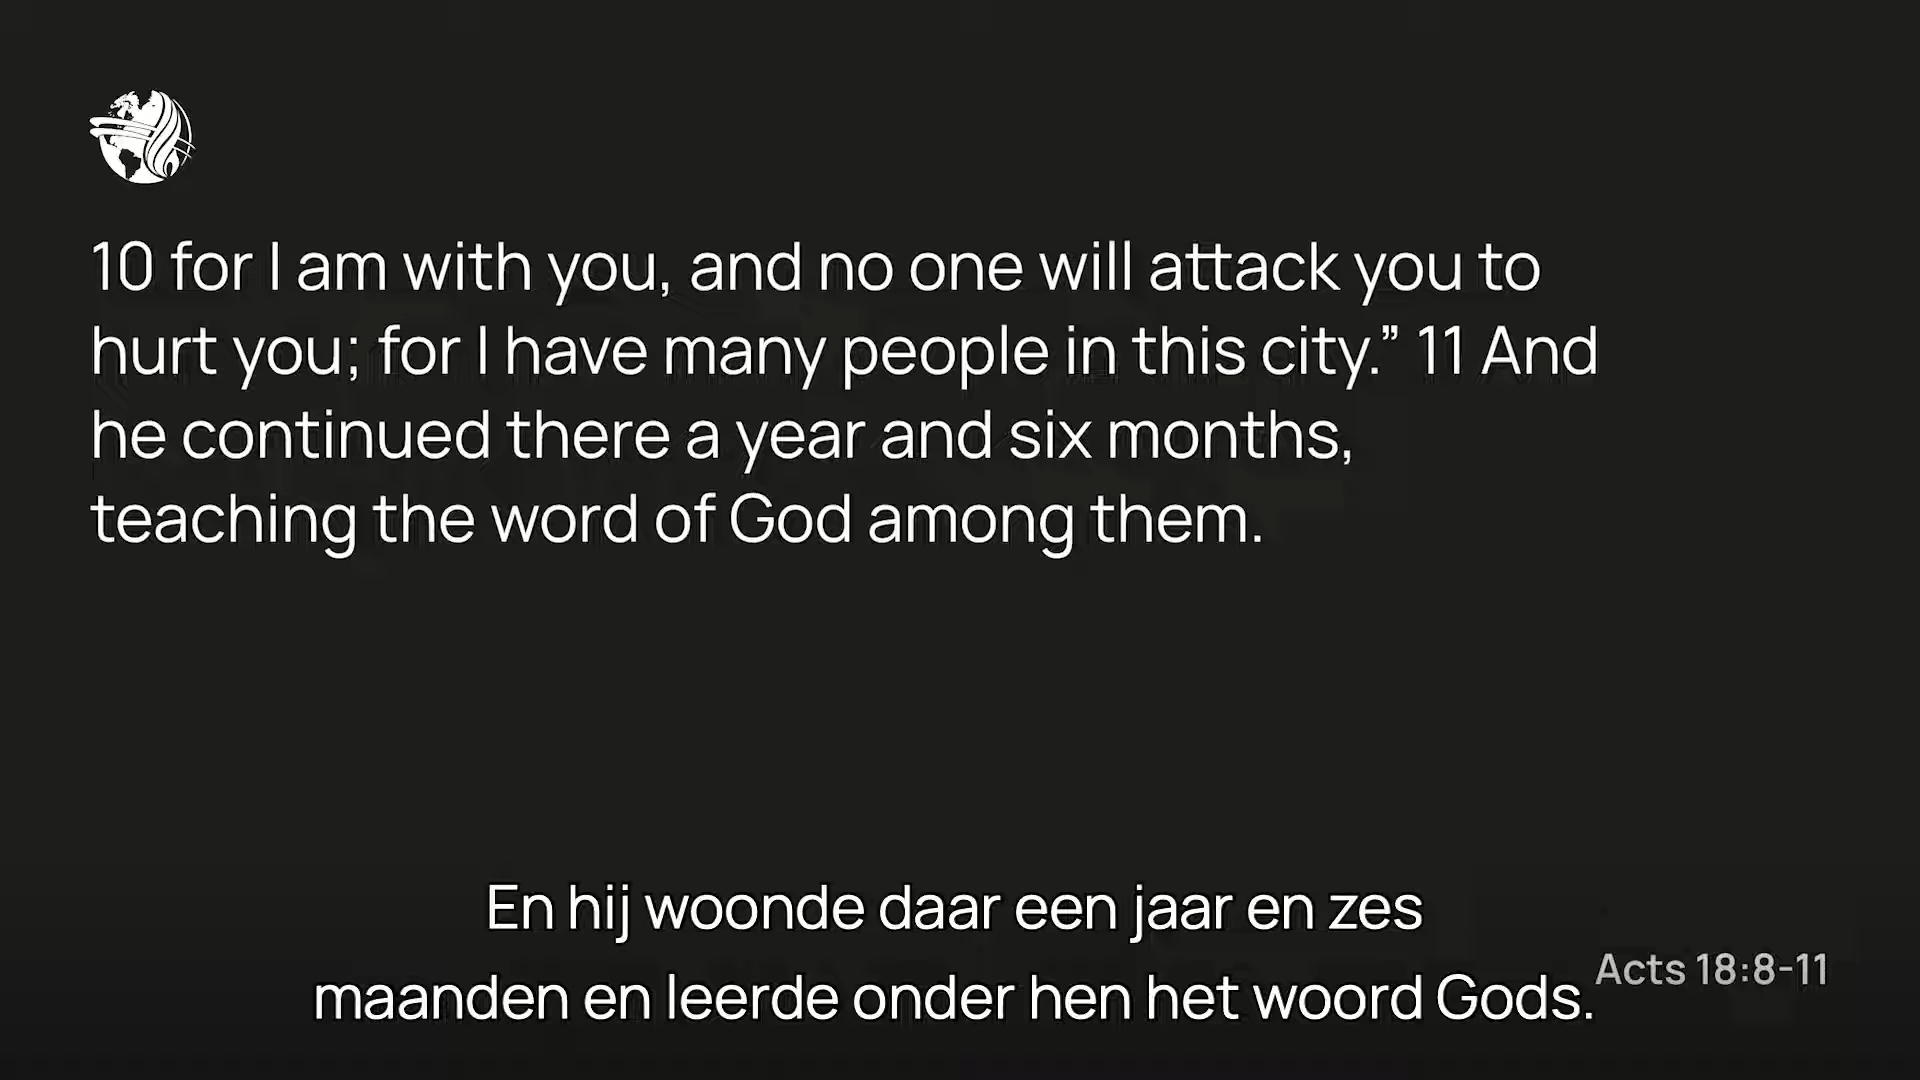 10 for I am with you, and no one will attack you to
hurt you; for I have many people in this city.” 11 And
he continued there a year and six months,
teaching the word of God among them.
En hij woonde daar een jaar en zes
maanden en leerde onder hen het woord Gods.
Acts 18:8-11